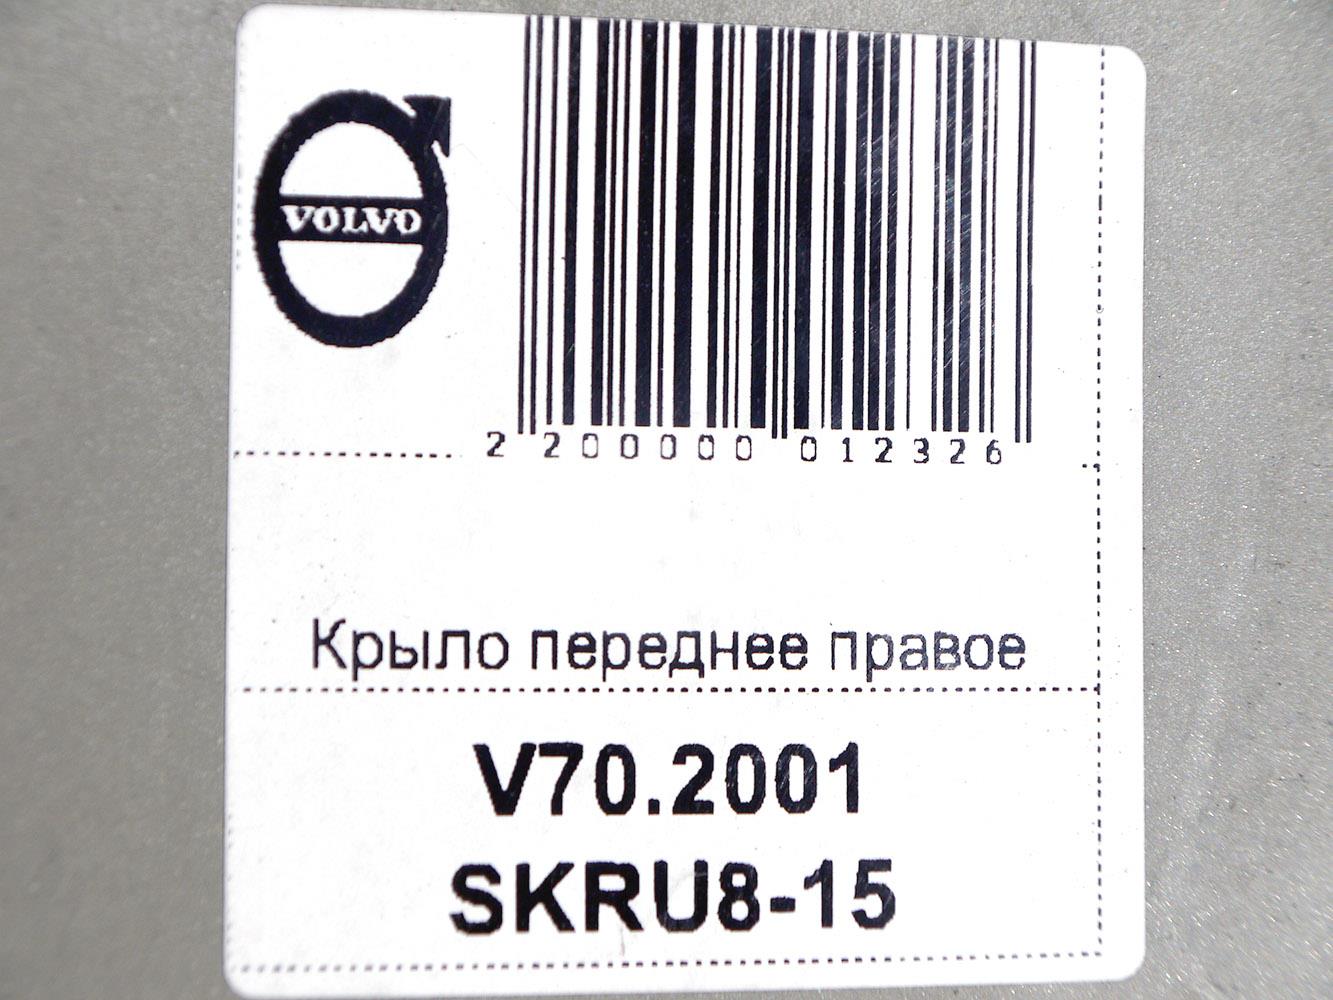 VOLVO
2 200000 012326
Крыло переднее правое
V70.2001
SKRU8-15